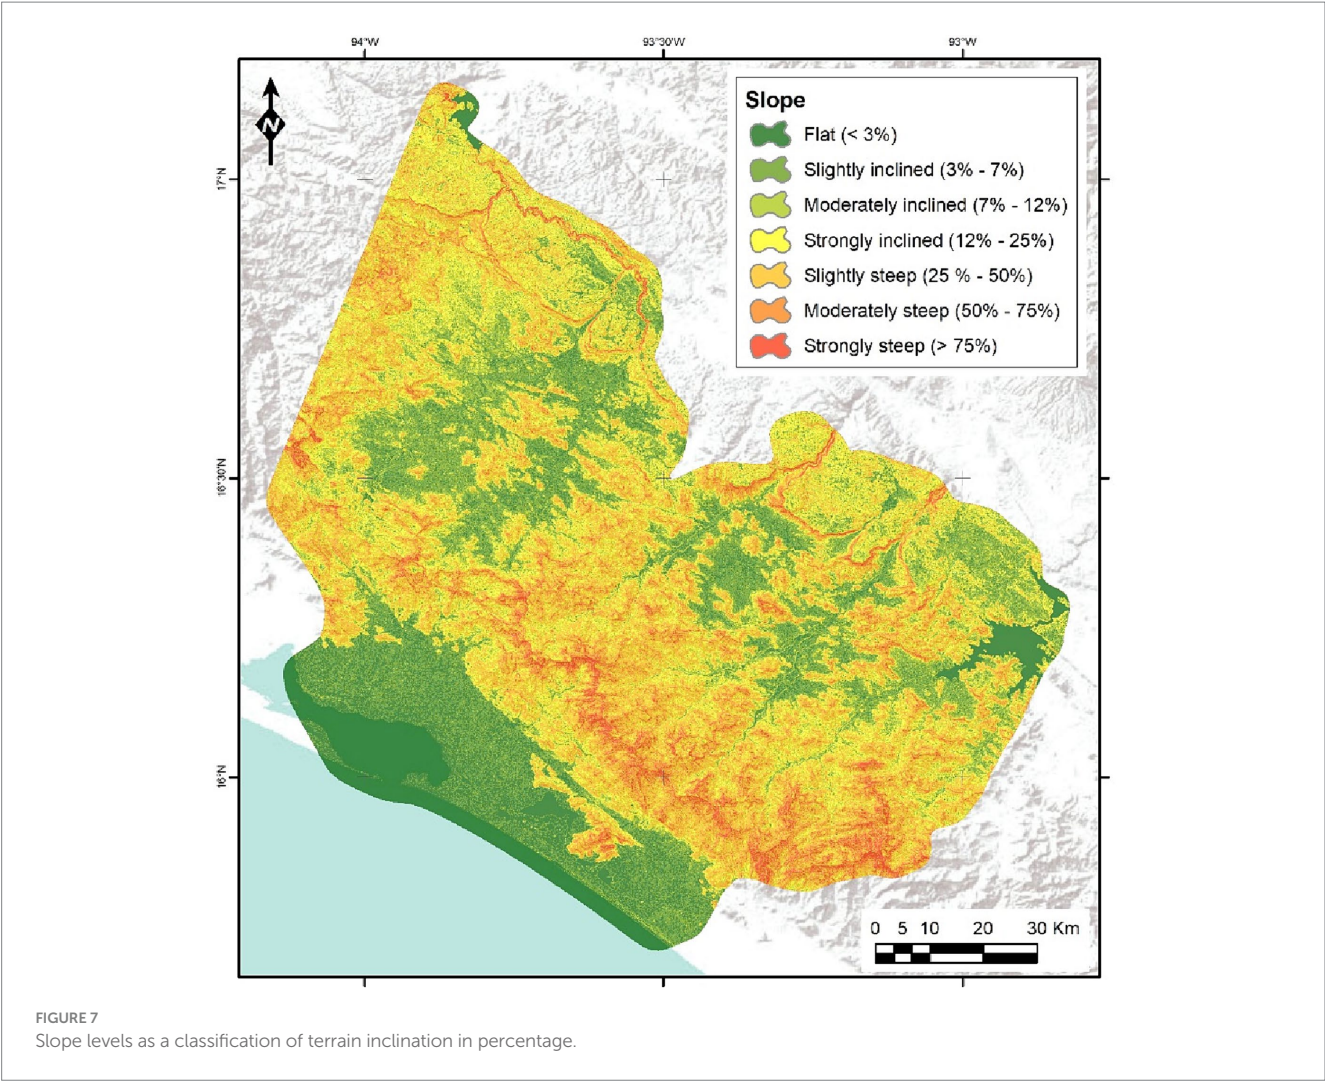 94°W
93°30'W
93°W
N
17°N
16°30'N
16°N
Slope
Flat (< 3%)
Slightly inclined (3% - 7%)
Moderately inclined (7% - 12%)
Strongly inclined (12% - 25%)
Slightly steep (25 % - 50%)
Moderately steep (50% - 75%)
Strongly steep (> 75%)
0 5 10 20 30 Km
FIGURE 7
Slope levels as a classification of terrain inclination in percentage.